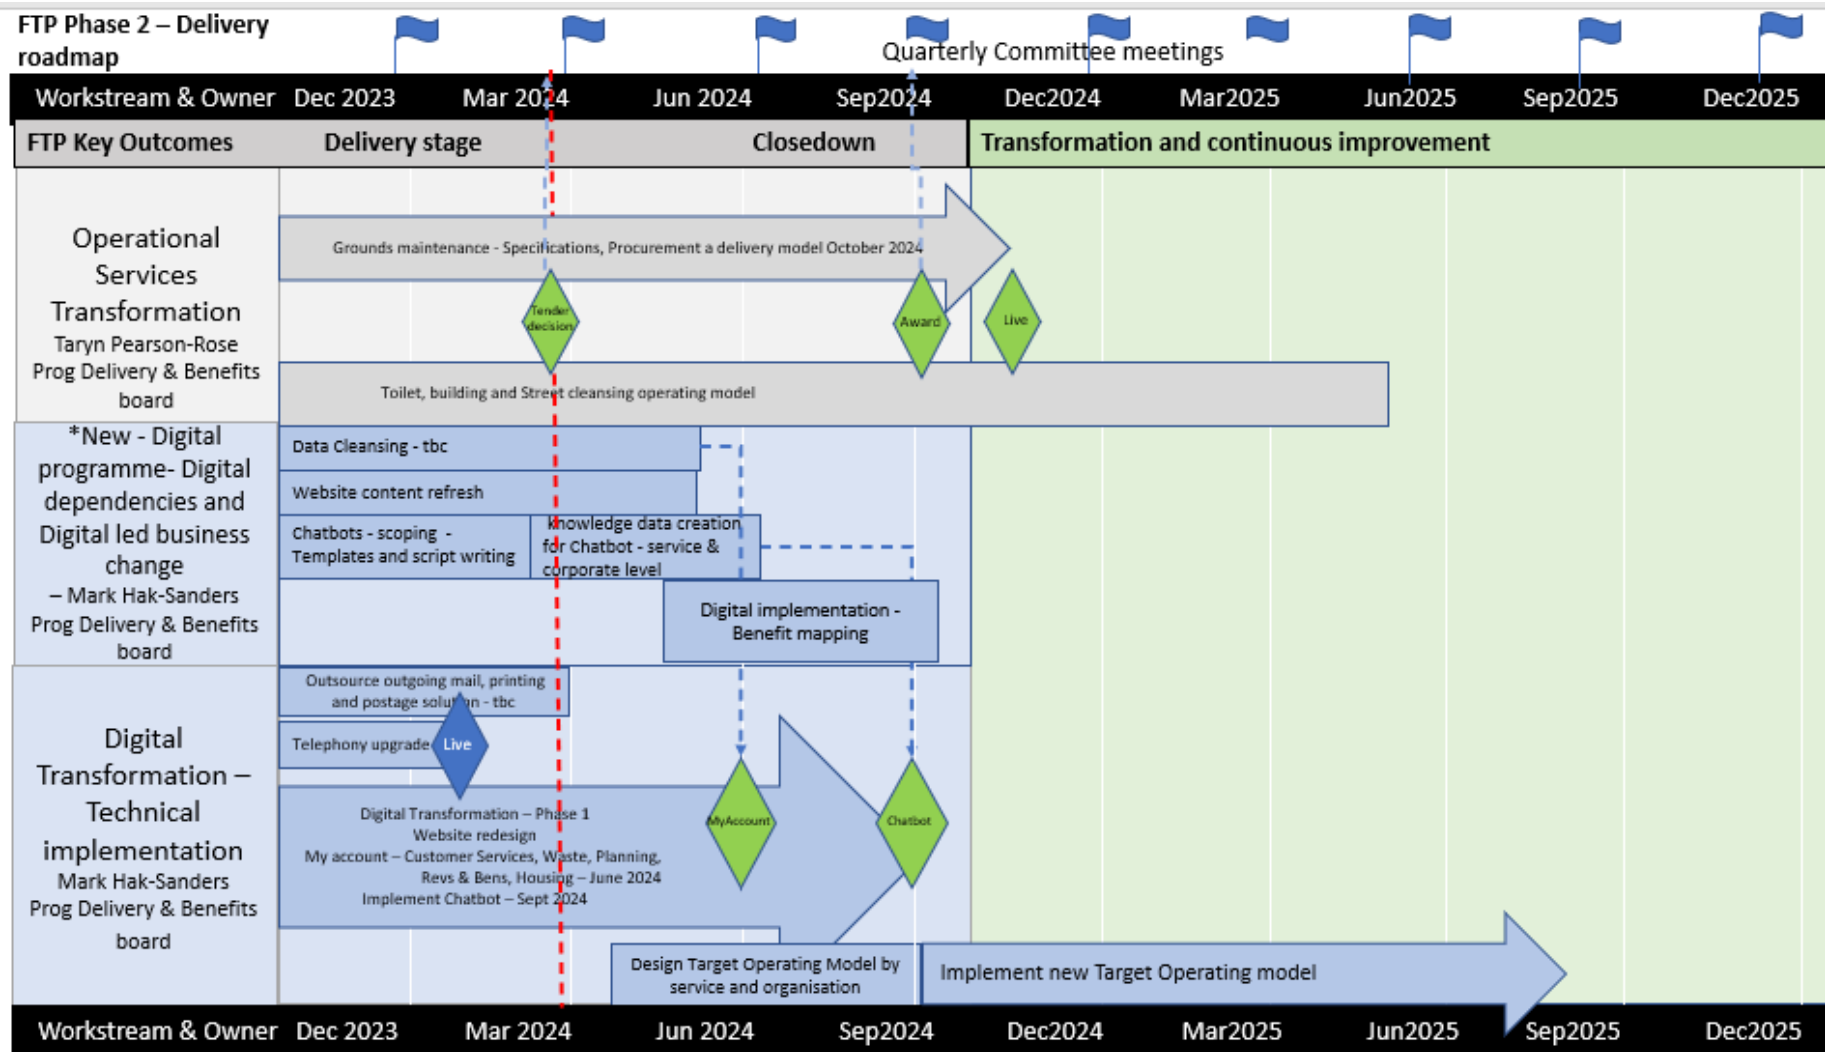 FTP Phase 2 – Delivery
roadmap
Quarterly Committee meetings
Workstream & Owner Dec 2023 Mar 2024 Jun 2024 Sep2024 Dec2024 Mar2025 Jun2025 Sep2025 Dec2025
FTP Key Outcomes Delivery stage Closedown Transformation and continuous improvement
Operational
Services
Transformation
Taryn Pearson-Rose
Prog Delivery & Benefits
board
Grounds maintenance - Specifications, Procurement a delivery model October 2024
Tender
decision
Award
Live
Toilet, building and Street cleansing operating model
*New - Digital
programme- Digital
dependencies and
Digital led business
change
– Mark Hak-Sanders
Prog Delivery & Benefits
board
Data Cleansing - tbc
Website content refresh
Chatbots - scoping -
Templates and script writing
knowledge data creation
for Chatbot - service &
corporate level
Digital implementation -
Benefit mapping
Digital
Transformation –
Technical
implementation
Mark Hak-Sanders
Prog Delivery & Benefits
board
Outsource outgoing mail, printing
and postage solution - tbc
Telephony upgrade
Live
Digital Transformation – Phase 1
Website redesign
My account – Customer Services, Waste, Planning,
Revs & Bens, Housing – June 2024
Implement Chatbot – Sept 2024
MyAccount
Chatbot
Design Target Operating Model by
service and organisation
Implement new Target Operating model
Workstream & Owner Dec 2023 Mar 2024 Jun 2024 Sep2024 Dec2024 Mar2025 Jun2025 Sep2025 Dec2025